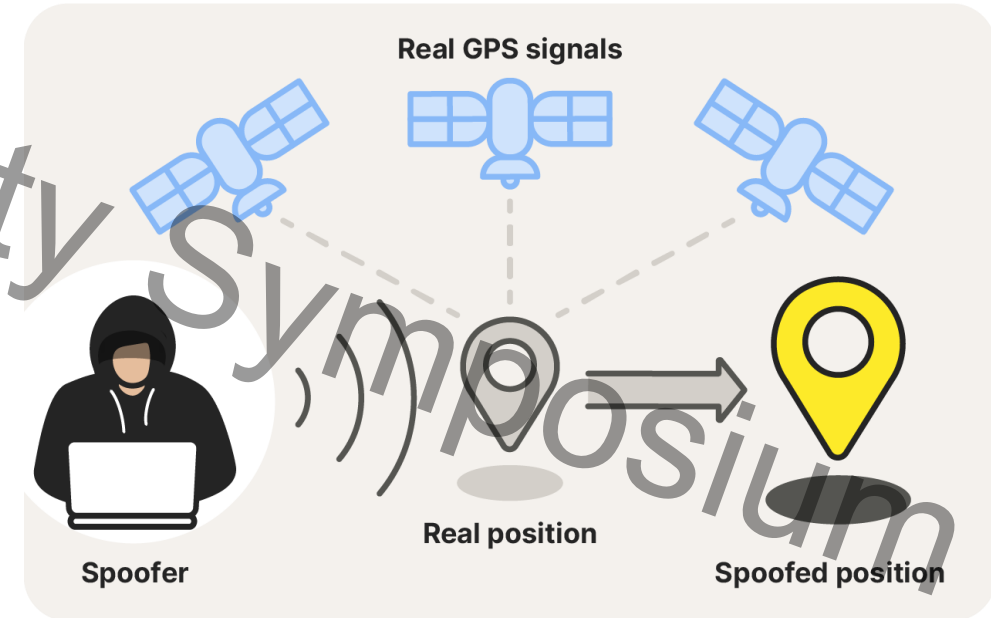 Real GPS signals
ty Symposium
Real position
Spoofer
Spoofed position